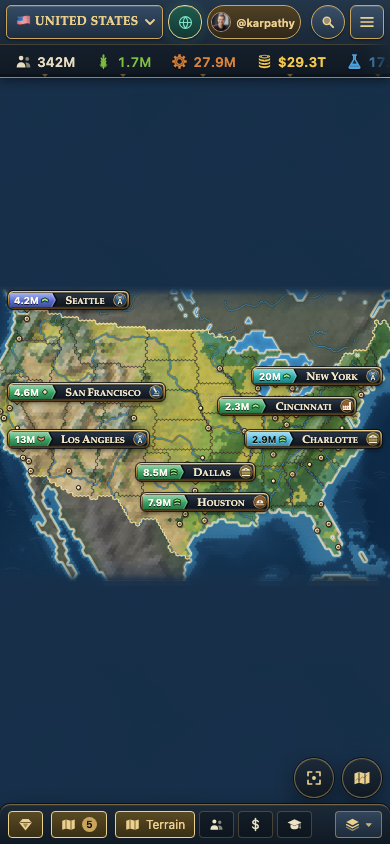 UNITED STATES
@karpathy
342M
1.7M
27.9M
$29.3T
17
4.2M SEATTLE
20M NEW YORK
4.6M SAN FRANCISCO
2.3M CINCINNATI
13M LOS ANGELES
2.9M CHARLOTTE
8.5M DALLAS
7.9M HOUSTON
5
Terrain
$